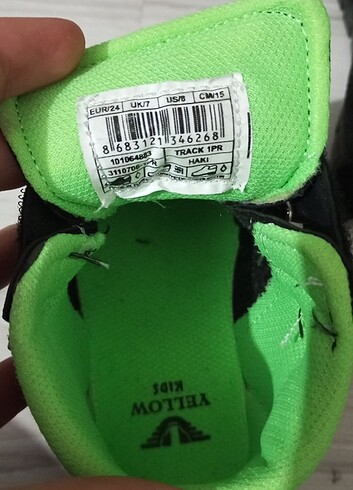 EUR/24 UK/7 US/8 CM/15
8 683121 346268
TRACK 1PR
HAKI
YELLOW
KIDS